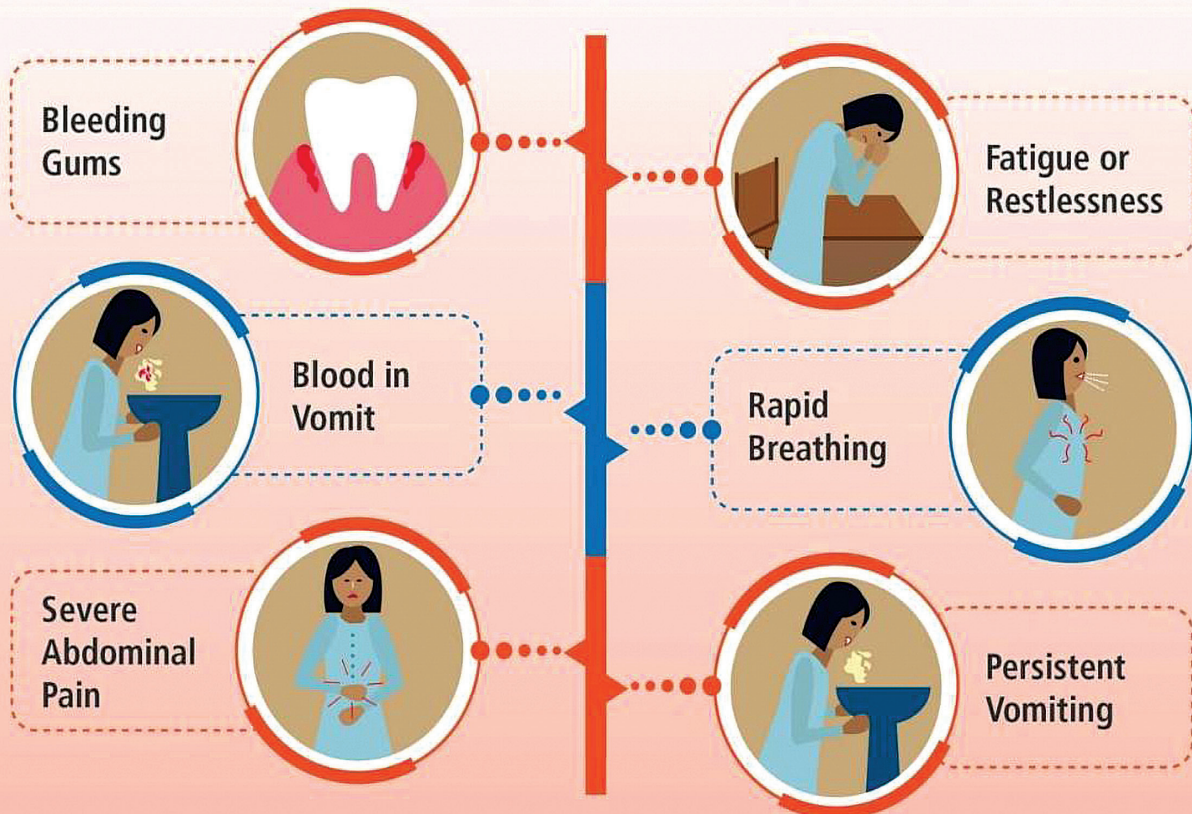 Bleeding
Gums
Fatigue or
Restlessness
Blood in
Vomit
Rapid
Breathing
Severe
Abdominal
Pain
Persistent
Vomiting